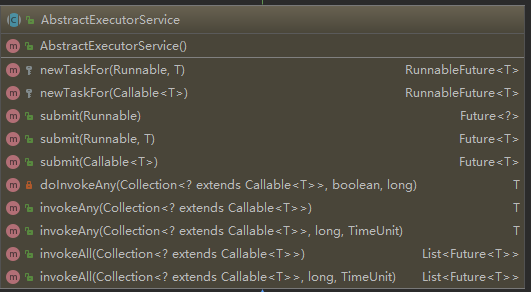 AbstractExecutorService
AbstractExecutorService()
newTaskFor(Runnable, T) RunnableFuture<T>
newTaskFor(Callable<T>) RunnableFuture<T>
submit(Runnable) Future<?>
submit(Runnable, T) Future<T>
submit(Callable<T>) Future<T>
doInvokeAny(Collection<? extends Callable<T>>, boolean, long) T
invokeAny(Collection<? extends Callable<T>>) T
invokeAny(Collection<? extends Callable<T>>, long, TimeUnit) T
invokeAll(Collection<? extends Callable<T>>) List<Future<T>>
invokeAll(Collection<? extends Callable<T>>, long, TimeUnit) List<Future<T>>